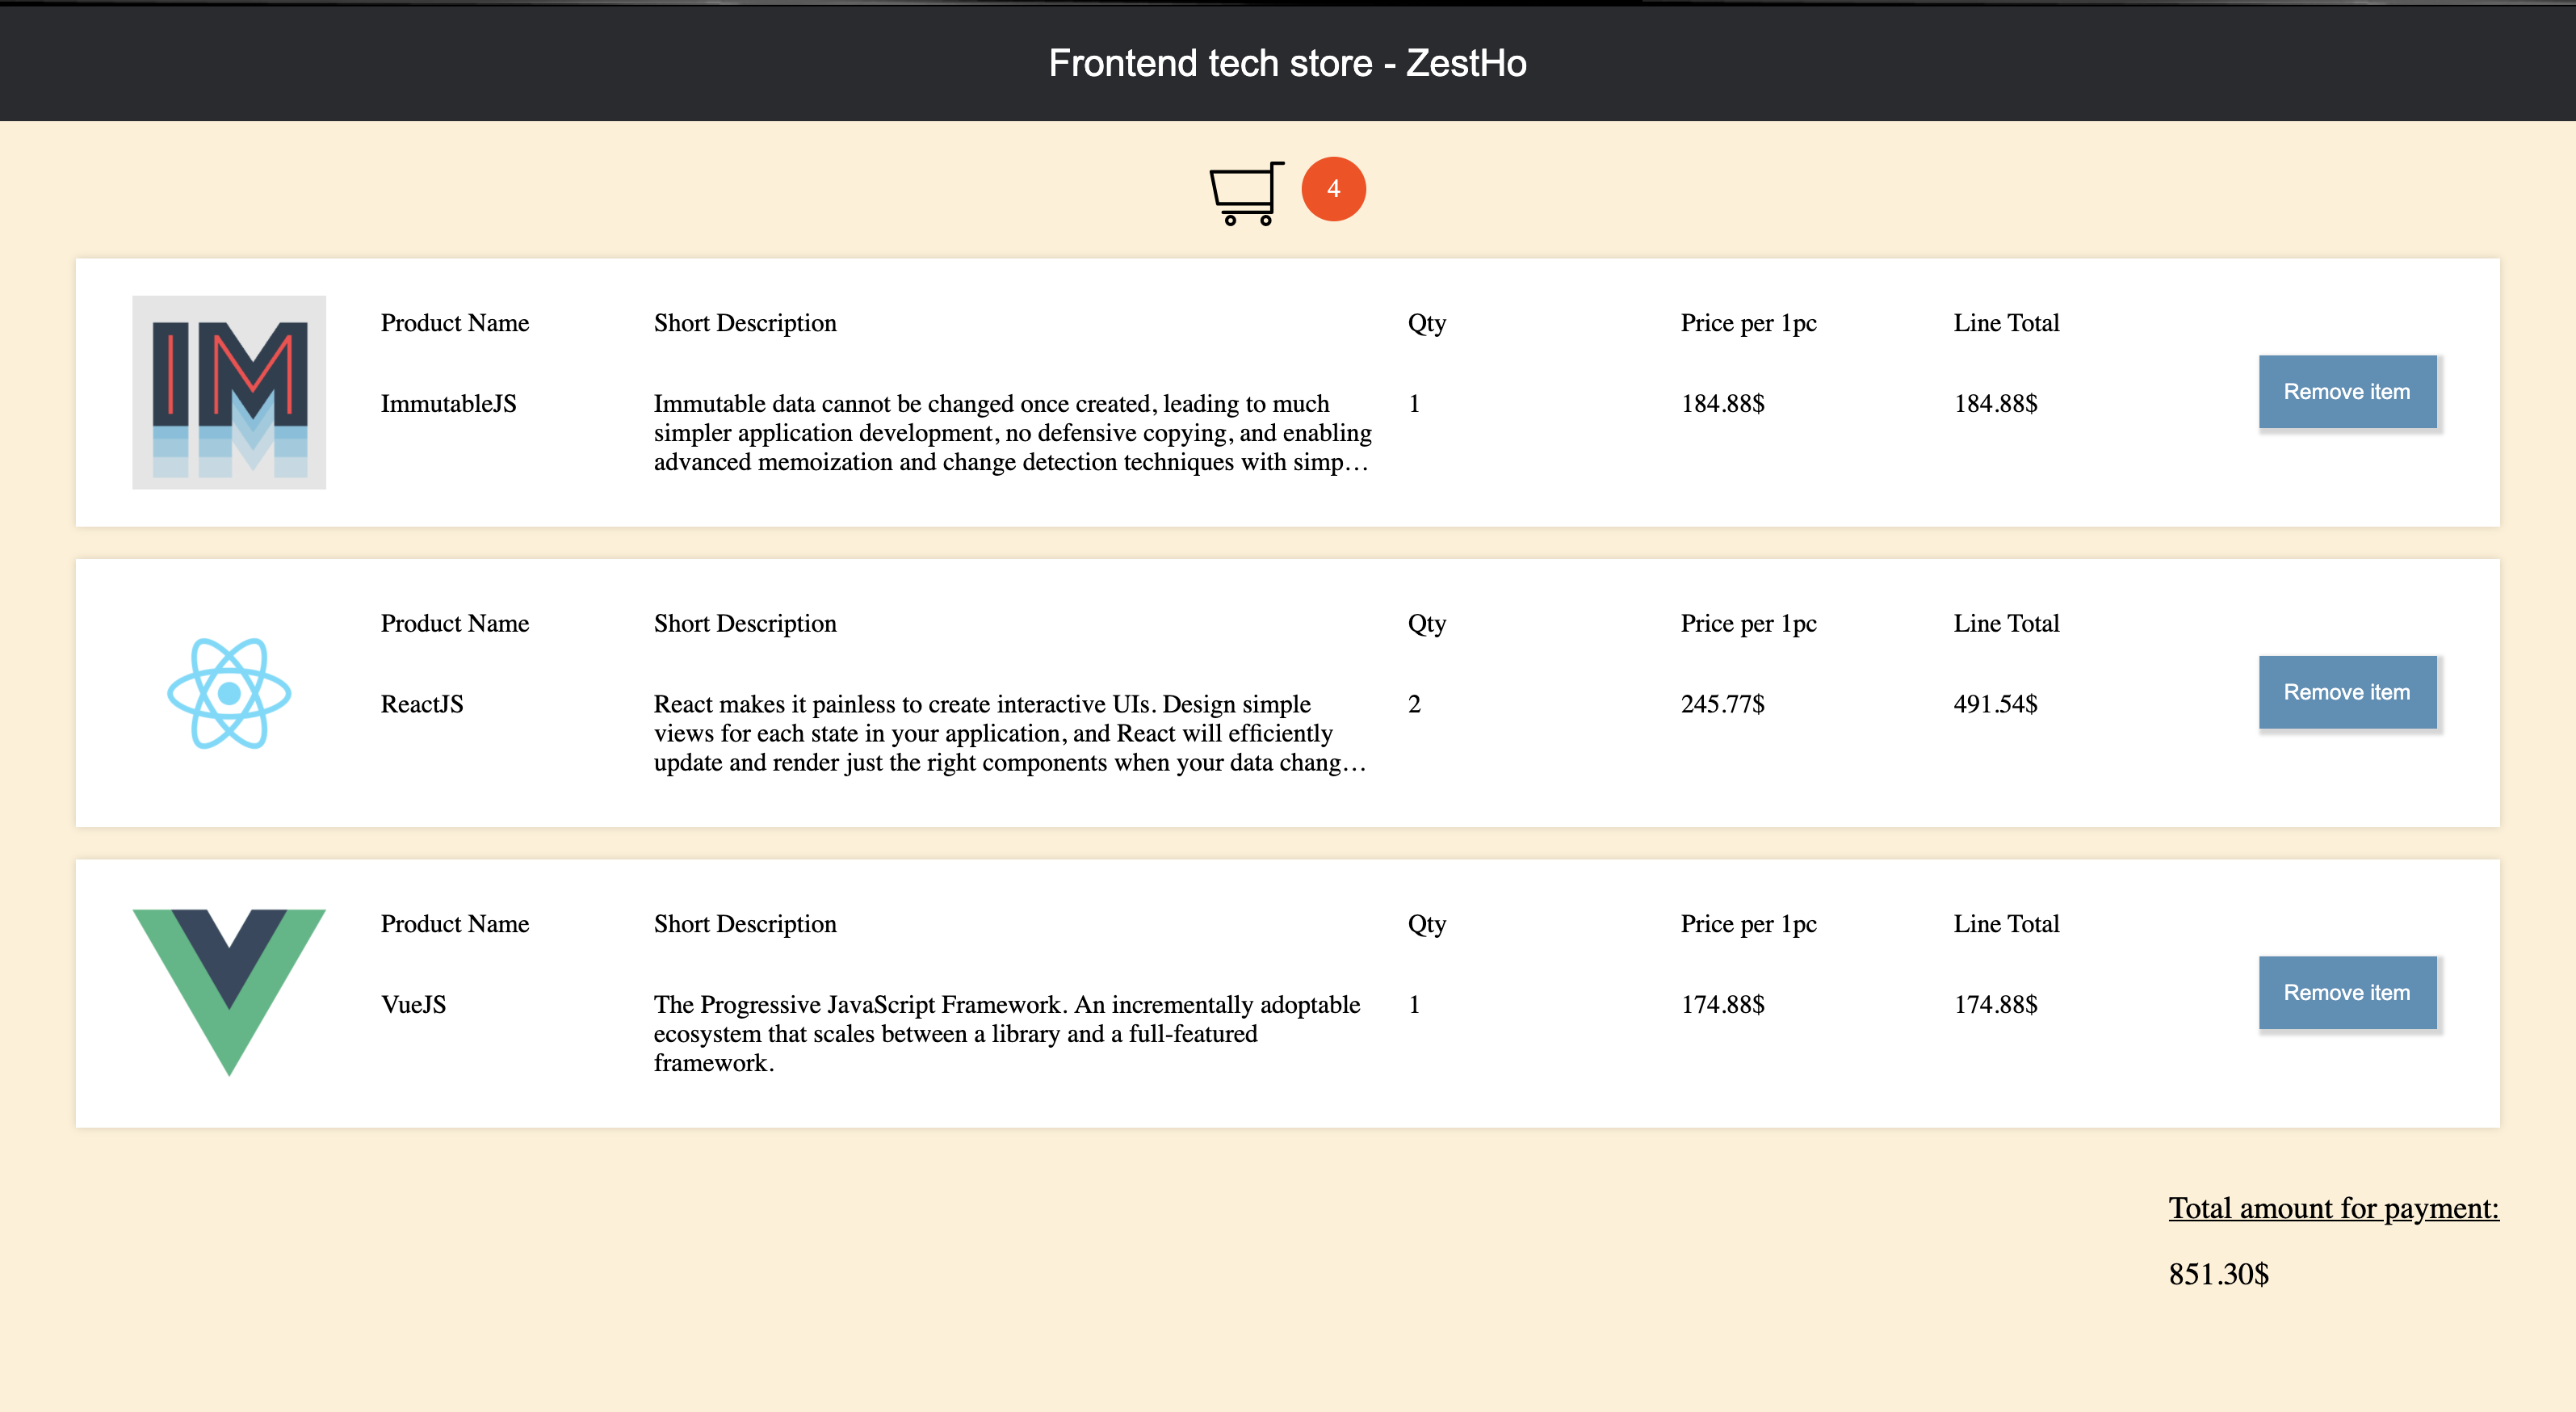 Frontend tech store - ZestHo
4
IM
Product Name Short Description Qty Price per 1pc Line Total
Remove item
ImmutableJS Immutable data cannot be changed once created, leading to much 1 184.88$ 184.88$
simpler application development, no defensive copying, and enabling
advanced memoization and change detection techniques with simp…
Product Name Short Description Qty Price per 1pc Line Total
Remove item
ReactJS React makes it painless to create interactive UIs. Design simple 2 245.77$ 491.54$
views for each state in your application, and React will efficiently
update and render just the right components when your data chang…
Product Name Short Description Qty Price per 1pc Line Total
Remove item
VueJS The Progressive JavaScript Framework. An incrementally adoptable 1 174.88$ 174.88$
ecosystem that scales between a library and a full-featured
framework.
Total amount for payment:
851.30$